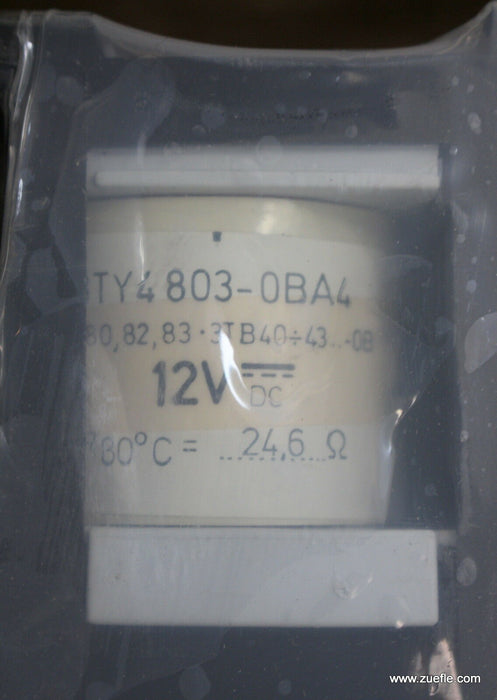 TY4 803-0BA4
80, 82, 83 · 3TB40÷43..-0B
12V DC
80°C = ...24,6...Ω
www.zuefle.com